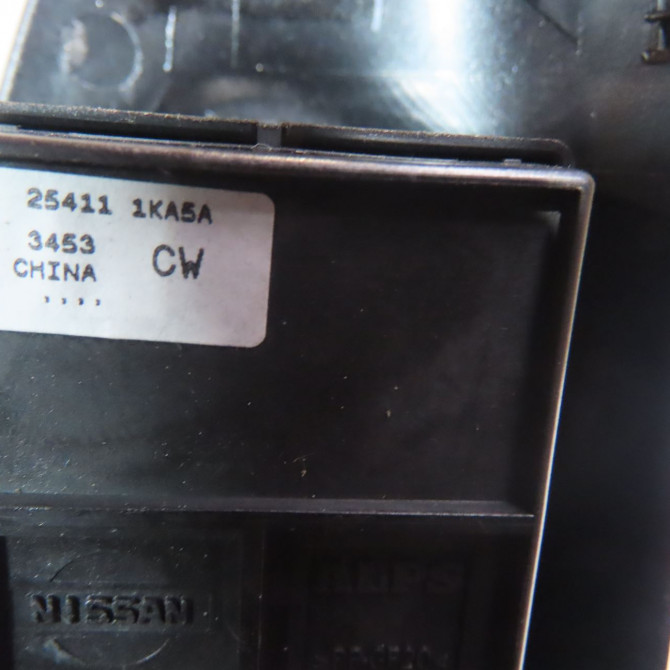 25411 1KA5A
3453 CW
CHINA
,,,,
NISSAN